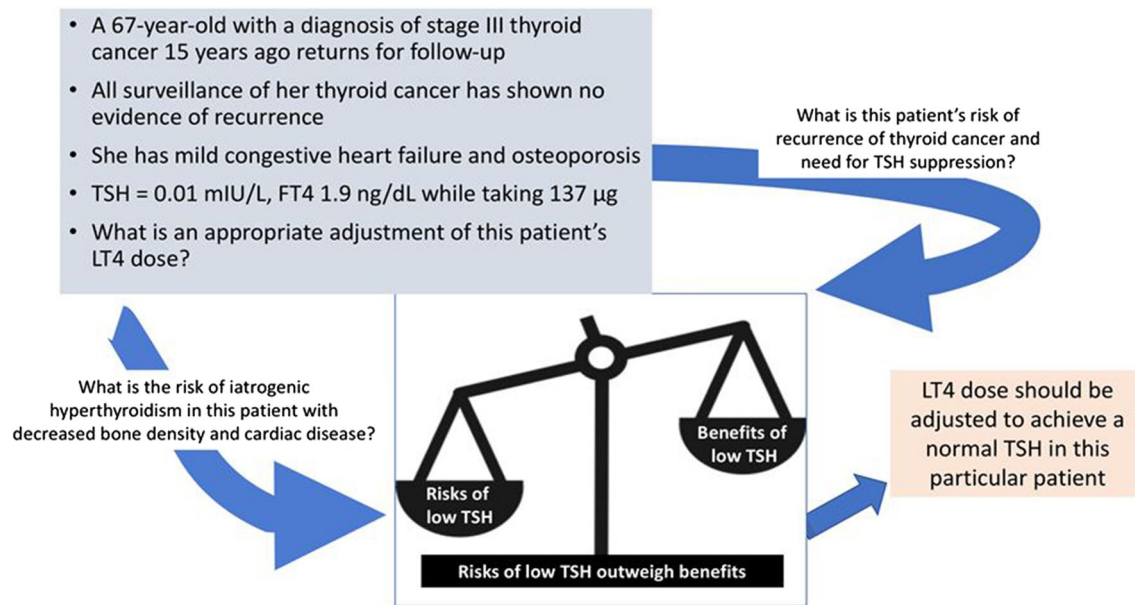 • A 67-year-old with a diagnosis of stage III thyroid
cancer 15 years ago returns for follow-up
• All surveillance of her thyroid cancer has shown no
evidence of recurrence
• She has mild congestive heart failure and osteoporosis
• TSH = 0.01 mIU/L, FT4 1.9 ng/dL while taking 137 µg
• What is an appropriate adjustment of this patient’s
LT4 dose?
What is this patient’s risk of
recurrence of thyroid cancer and
need for TSH suppression?
What is the risk of iatrogenic
hyperthyroidism in this patient with
decreased bone density and cardiac disease?
Risks of
low TSH
Benefits of
low TSH
Risks of low TSH outweigh benefits
LT4 dose should be
adjusted to achieve a
normal TSH in this
particular patient